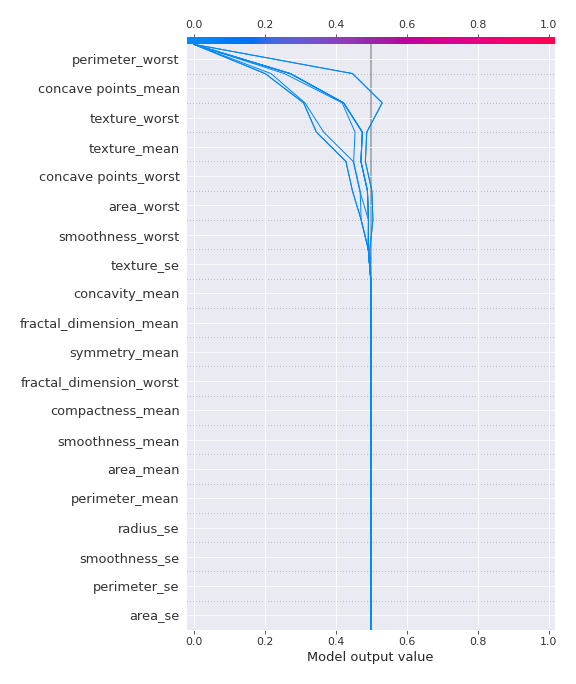 0.0 0.2 0.4 0.6 0.8 1.0
perimeter_worst
concave points_mean
texture_worst
texture_mean
concave points_worst
area_worst
smoothness_worst
texture_se
concavity_mean
fractal_dimension_mean
symmetry_mean
fractal_dimension_worst
compactness_mean
smoothness_mean
area_mean
perimeter_mean
radius_se
smoothness_se
perimeter_se
area_se
0.0 0.2 0.4 0.6 0.8 1.0
Model output value